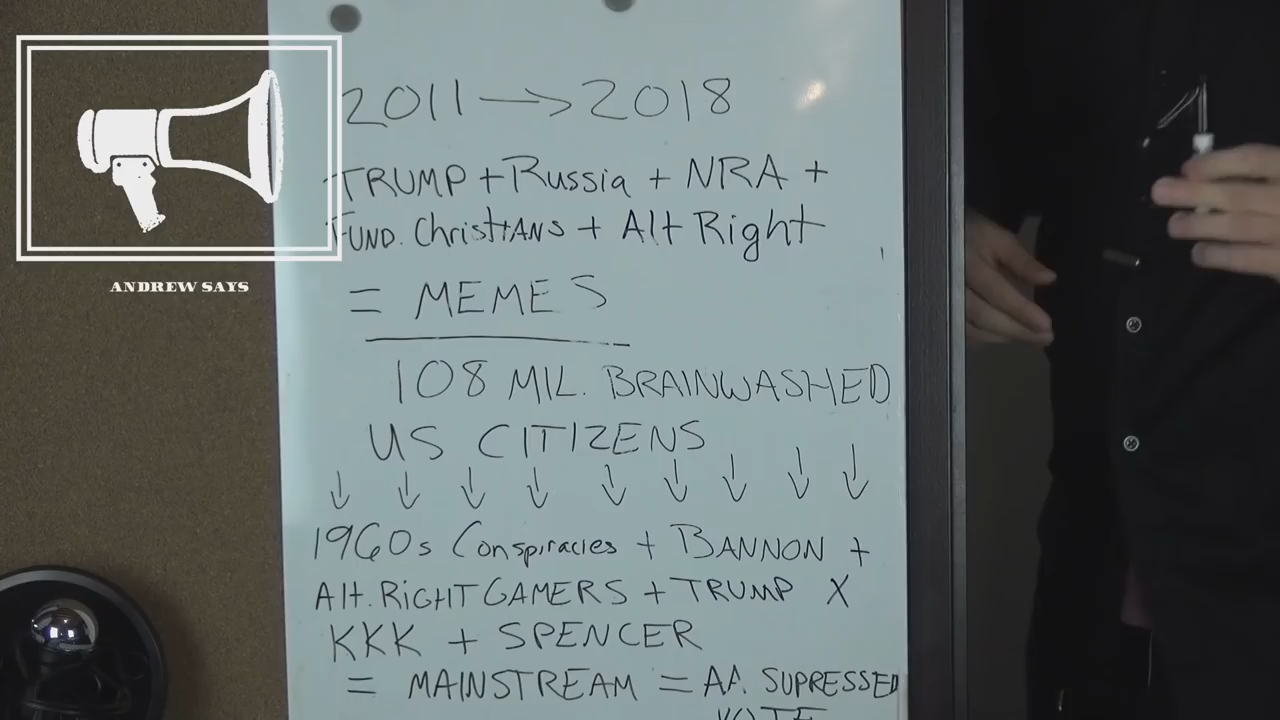 2011 → 2018
TRUMP + Russia + NRA +
FUND. Christians + Alt Right
= MEMES
108 MIL. BRAINWASHED
US CITIZENS
↓ ↓ ↓ ↓ ↓ ↓ ↓ ↓ ↓
1960s Conspiracies + BANNON +
Alt. RIGHT GAMERS + TRUMP X
KKK + SPENCER
= MAINSTREAM = AA. SUPRESSED
VOTE
ANDREW SAYS